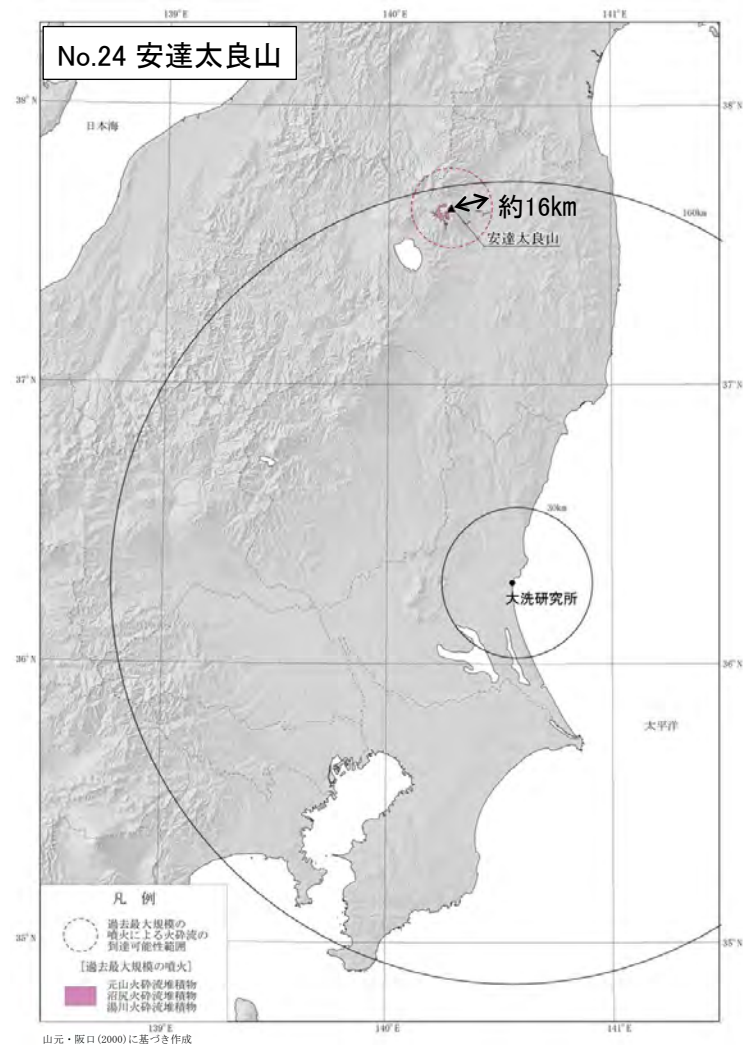 139°E
140°E
141°E
No.24 安達太良山
39°N
38°N
日本海
約16km
160km
安達太良山
37°N
37°N
30km
大洗研究所
36°N
36°N
太平洋
凡 例
過去最大規模の
噴火による火砕流の
到達可能性範囲
[過去最大規模の噴火]
元山火砕流堆積物
沼尻火砕流堆積物
湯川火砕流堆積物
35°N
35°N
139°E
140°E
141°E
山元・阪口(2000)に基づき作成